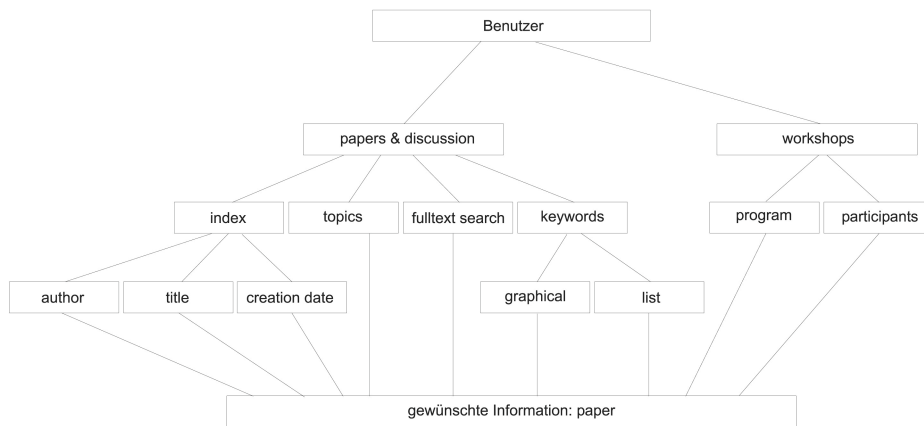 Benutzer
papers & discussion
workshops
index
topics
fulltext search
keywords
program
participants
author
title
creation date
graphical
list
gewünschte Information: paper